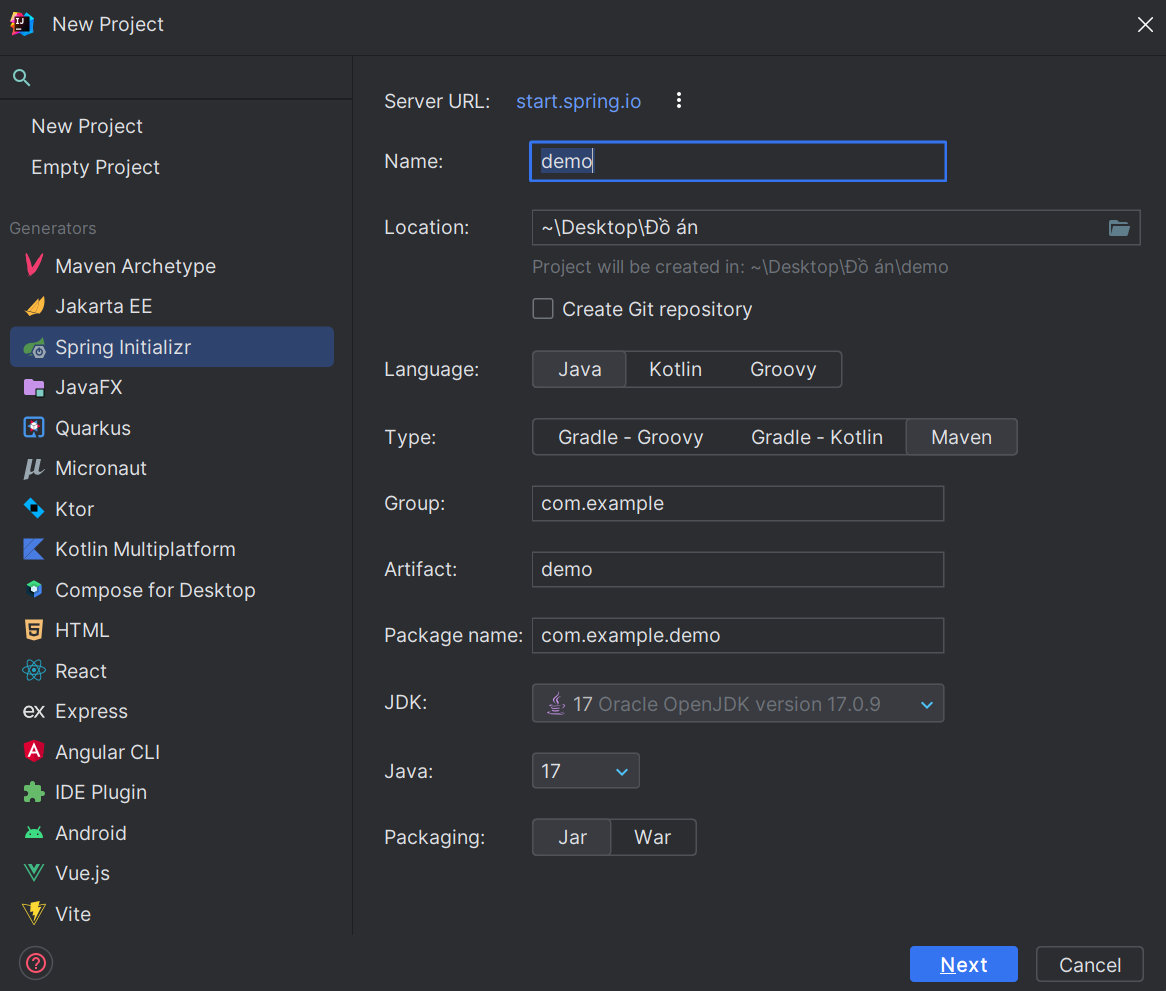 New Project
New Project
Empty Project
Generators
Maven Archetype
Jakarta EE
Spring Initializr
JavaFX
Quarkus
Micronaut
Ktor
Kotlin Multiplatform
Compose for Desktop
HTML
React
Express
Angular CLI
IDE Plugin
Android
Vue.js
Vite
Server URL: start.spring.io
Name: demo
Location: ~\Desktop\Đồ án
Project will be created in: ~\Desktop\Đồ án\demo
Create Git repository
Language: Java Kotlin Groovy
Type: Gradle - Groovy Gradle - Kotlin Maven
Group: com.example
Artifact: demo
Package name: com.example.demo
JDK: 17 Oracle OpenJDK version 17.0.9
Java: 17
Packaging: Jar War
Next Cancel